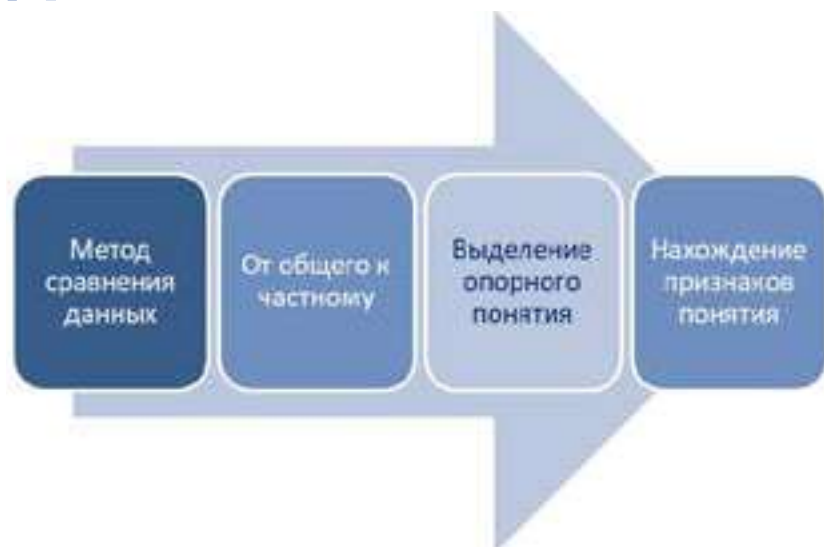 Метод
сравнения
данных
От общего к
частному
Выделение
опорного
понятия
Нахождение
признаков
понятия